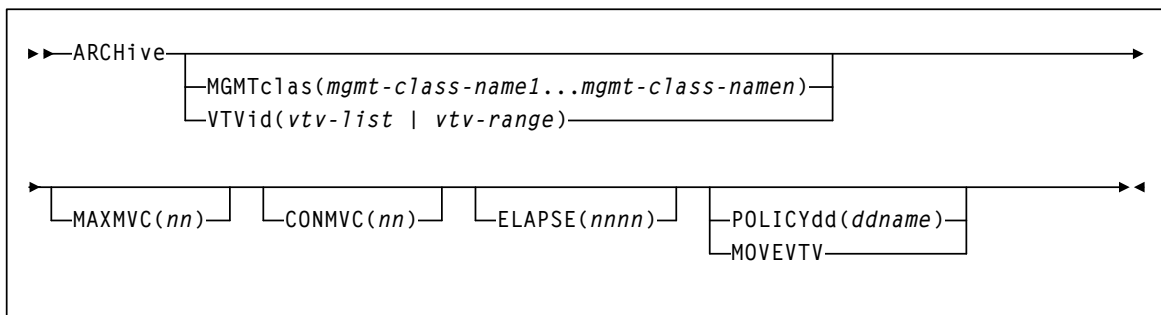 ARCHive
MGMTclas(mgmt-class-name1...mgmt-class-namen)
VTVid(vtv-list | vtv-range)
MAXMVC(nn) CONMVC(nn) ELAPSE(nnnn) POLICYdd(ddname)
MOVEVTV